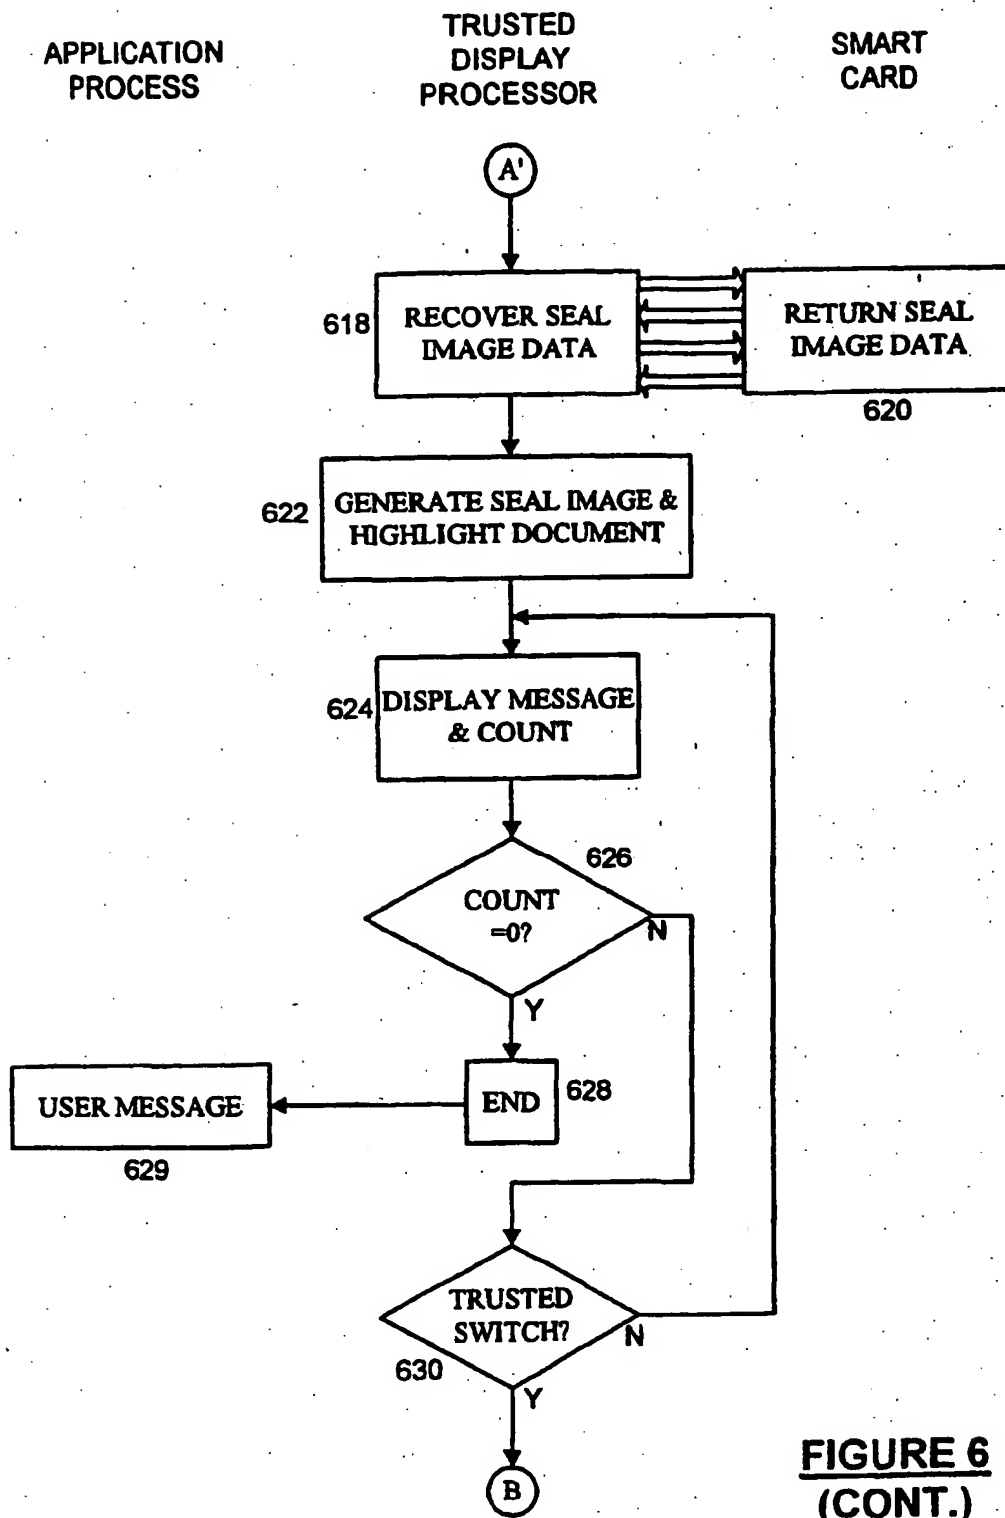 APPLICATION
PROCESS
TRUSTED
DISPLAY
PROCESSOR
SMART
CARD
A'
618
RECOVER SEAL
IMAGE DATA
RETURN SEAL
IMAGE DATA
620
622
GENERATE SEAL IMAGE &
HIGHLIGHT DOCUMENT
624
DISPLAY MESSAGE
& COUNT
626
COUNT
=0?
N
Y
USER MESSAGE
629
END
628
TRUSTED
SWITCH?
N
630
Y
B
FIGURE 6
(CONT.)